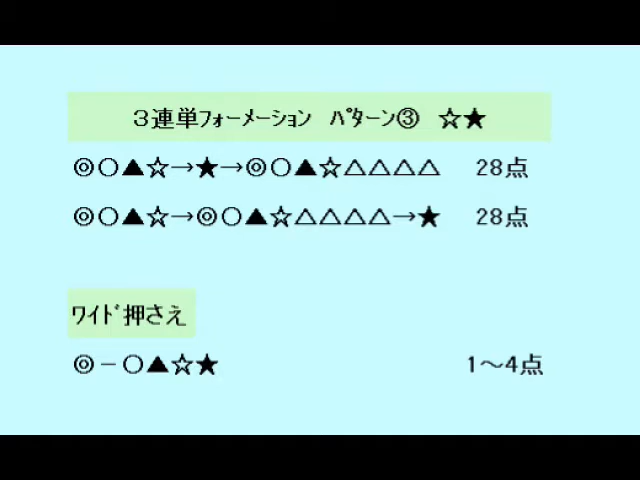 ３連単ﾌｫｰﾒｰｼｮﾝ　ﾊﾟﾀｰﾝ③　☆★
◎○▲☆→★→◎○▲☆△△△△　28点
◎○▲☆→◎○▲☆△△△△→★　28点
ﾜｲﾄﾞ押さえ
◎－○▲☆★　1～4点